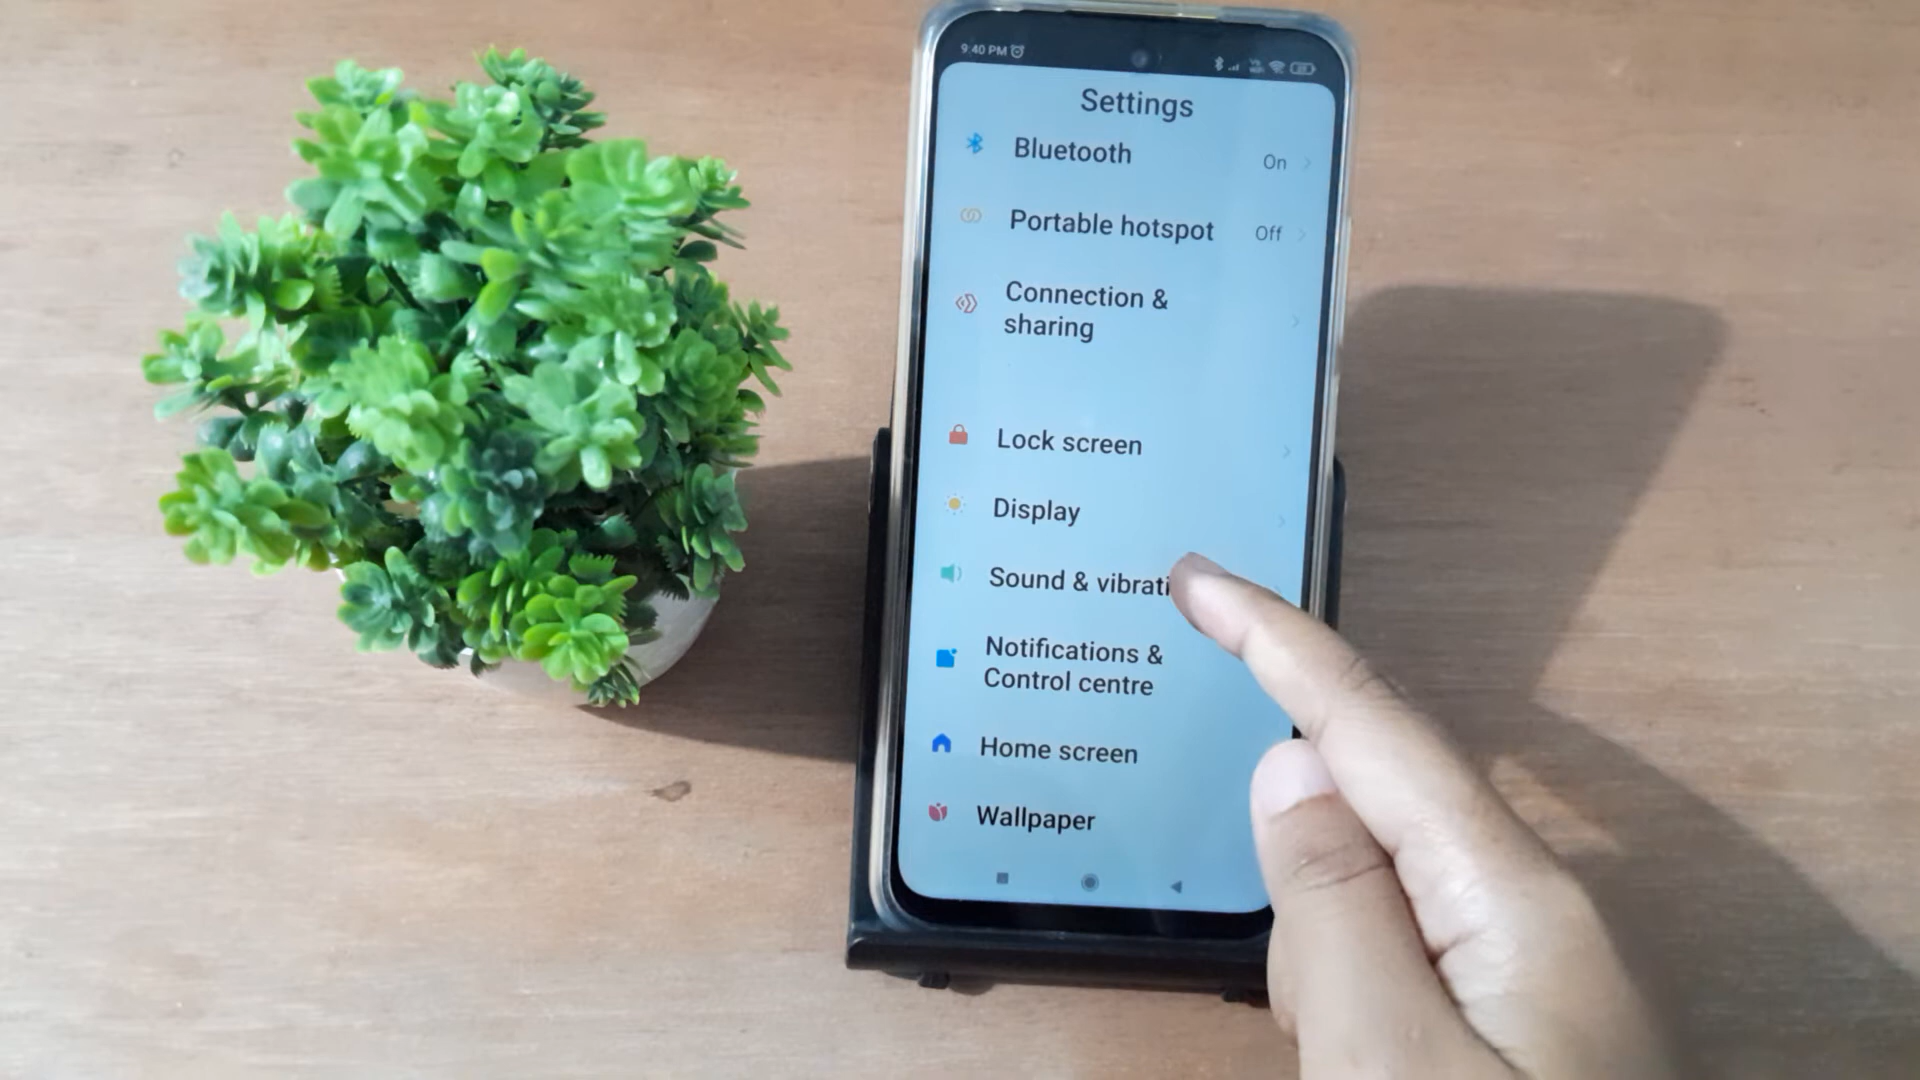 9:40 PM
Settings
Bluetooth On
Portable hotspot Off
Connection &
sharing
Lock screen
Display
Sound & vibrati
Notifications &
Control centre
Home screen
Wallpaper